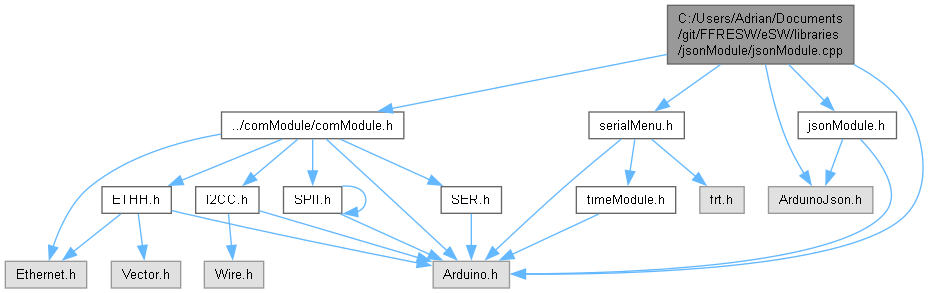 C:/Users/Adrian/Documents
/git/FFRESW/eSW/libraries
/jsonModule/jsonModule.cpp
../comModule/comModule.h
serialMenu.h
jsonModule.h
ETHH.h
I2CC.h
SPII.h
SER.h
timeModule.h
frt.h
ArduinoJson.h
Ethernet.h
Vector.h
Wire.h
Arduino.h